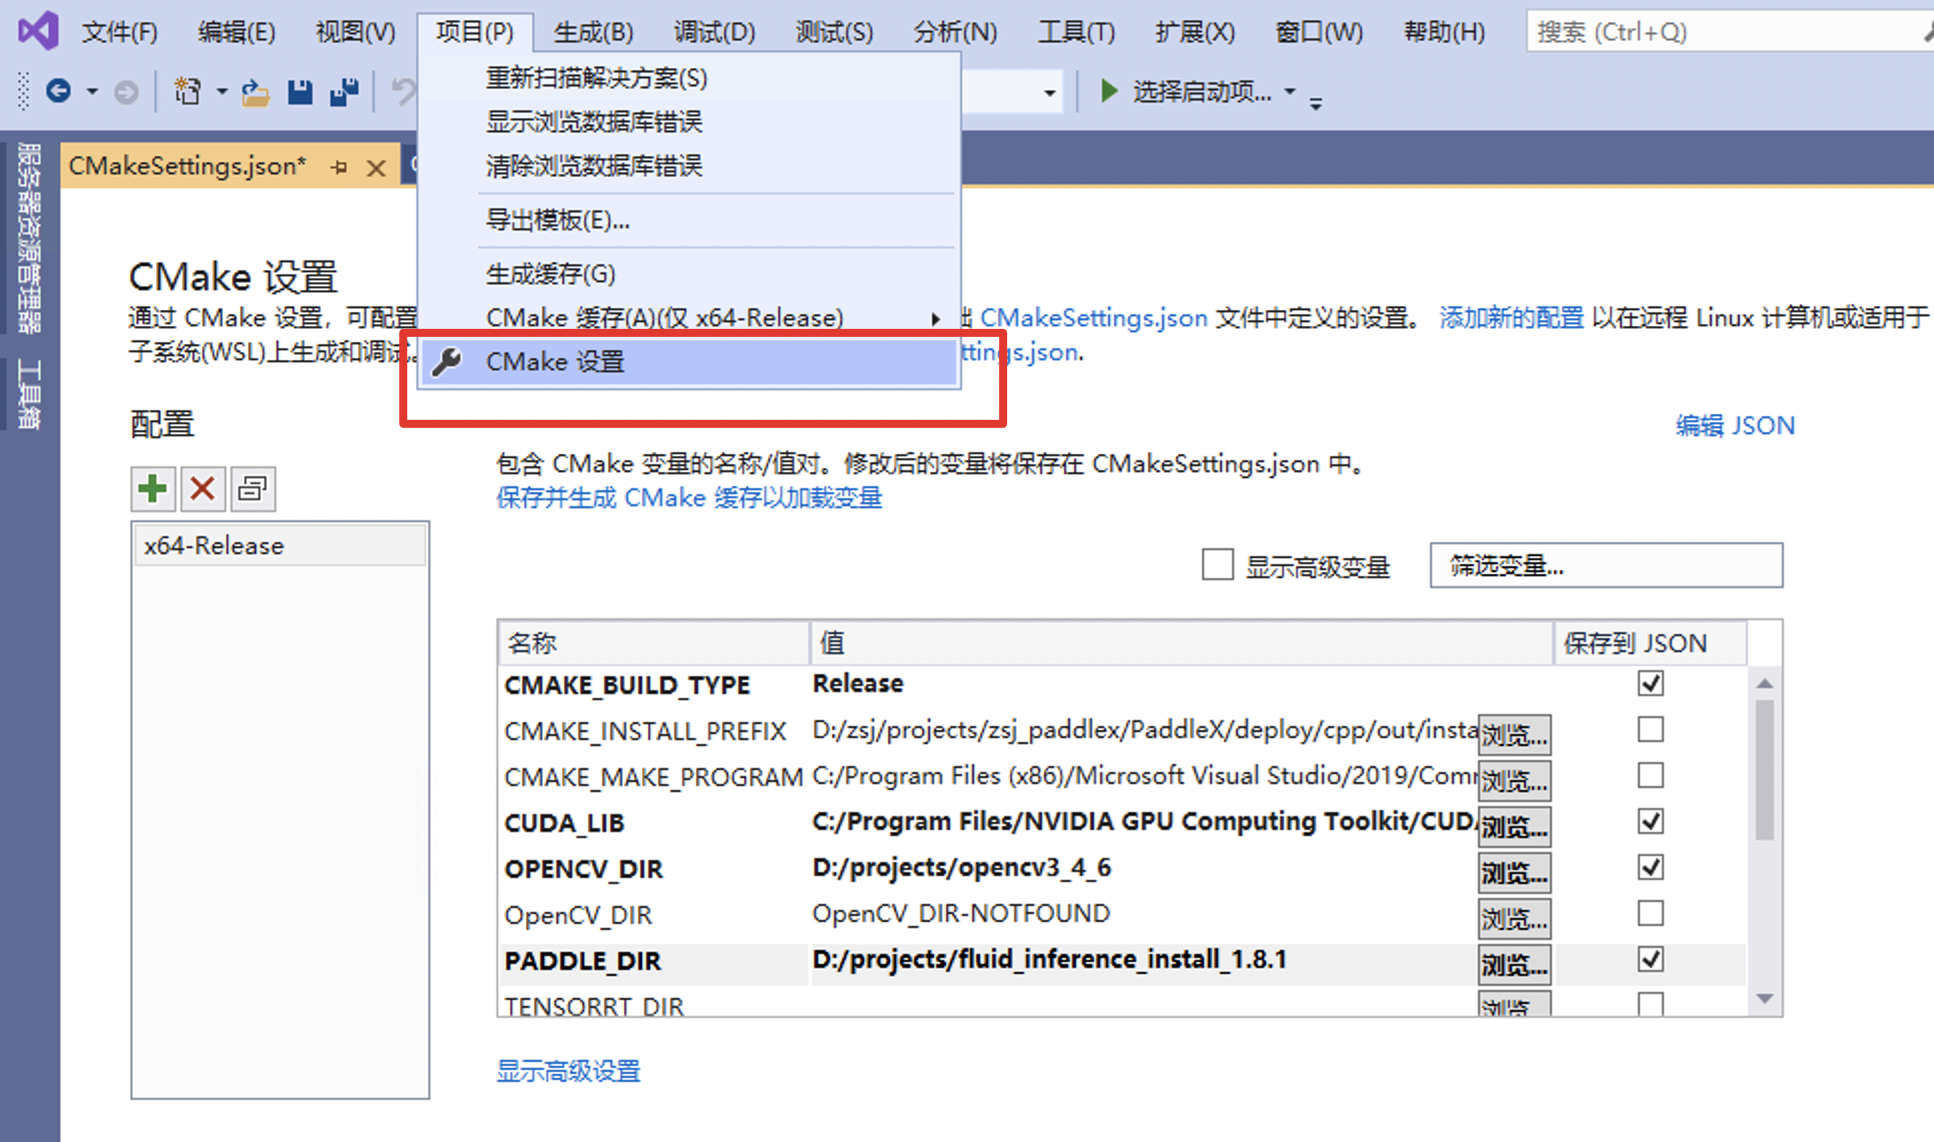 文件(F) 编辑(E) 视图(V) 项目(P) 生成(B) 调试(D) 测试(S) 分析(N) 工具(T) 扩展(X) 窗口(W) 帮助(H) 搜索 (Ctrl+Q)
选择启动项...
重新扫描解决方案(S)
显示浏览数据库错误
清除浏览数据库错误
导出模板(E)...
生成缓存(G)
CMake 缓存(A)(仅 x64-Release)
CMake 设置
服务器资源管理器
工具箱
CMakeSettings.json*
CMake 设置
通过 CMake 设置，可配置 CMakeSettings.json 文件中定义的设置。 添加新的配置 以在远程 Linux 计算机或适用于
子系统(WSL)上生成和调试。 ttings.json.
配置
编辑 JSON
x64-Release
包含 CMake 变量的名称/值对。修改后的变量将保存在 CMakeSettings.json 中。
保存并生成 CMake 缓存以加载变量
显示高级变量 筛选变量...
名称 值 保存到 JSON
CMAKE_BUILD_TYPE Release
CMAKE_INSTALL_PREFIX D:/zsj/projects/zsj_paddlex/PaddleX/deploy/cpp/out/insta 浏览...
CMAKE_MAKE_PROGRAM C:/Program Files (x86)/Microsoft Visual Studio/2019/Com 浏览...
CUDA_LIB C:/Program Files/NVIDIA GPU Computing Toolkit/CUDA 浏览...
OPENCV_DIR D:/projects/opencv3_4_6 浏览...
OpenCV_DIR OpenCV_DIR-NOTFOUND 浏览...
PADDLE_DIR D:/projects/fluid_inference_install_1.8.1 浏览...
TENSORRT_DIR 浏览...
显示高级设置